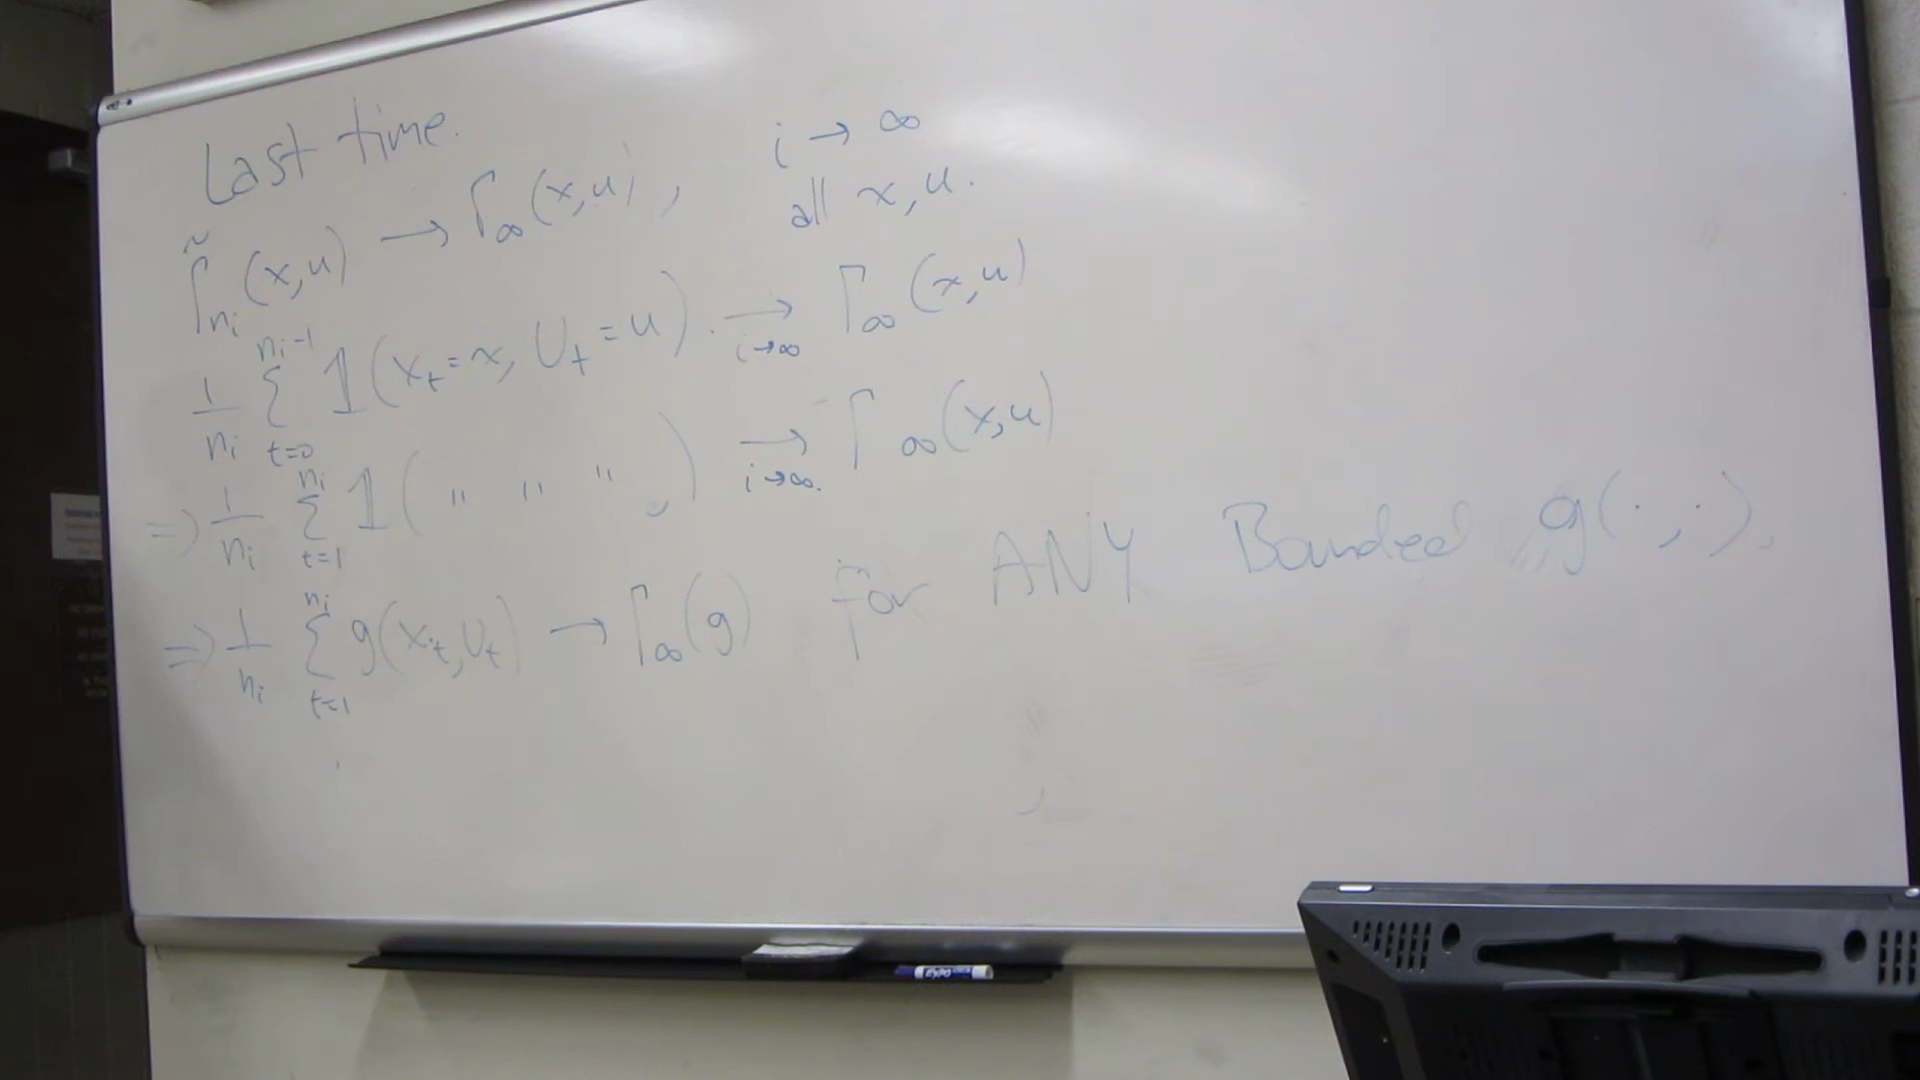 Last time.
Γ̃_{n_i}(x,u) → Γ_∞(x,u), i → ∞
all x,u.
1/n_i Σ_{t=0}^{n_i-1} 𝟙(X_t=x, U_t=u). →_{i→∞} Γ_∞(x,u)
⇒ 1/n_i Σ_{t=1}^{n_i} 𝟙( " " " ) →_{i→∞.} Γ_∞(x,u)
⇒ 1/n_i Σ_{t=1}^{n_i} g(X_t,U_t) → Γ_∞(g) for ANY Bounded g(·,·),